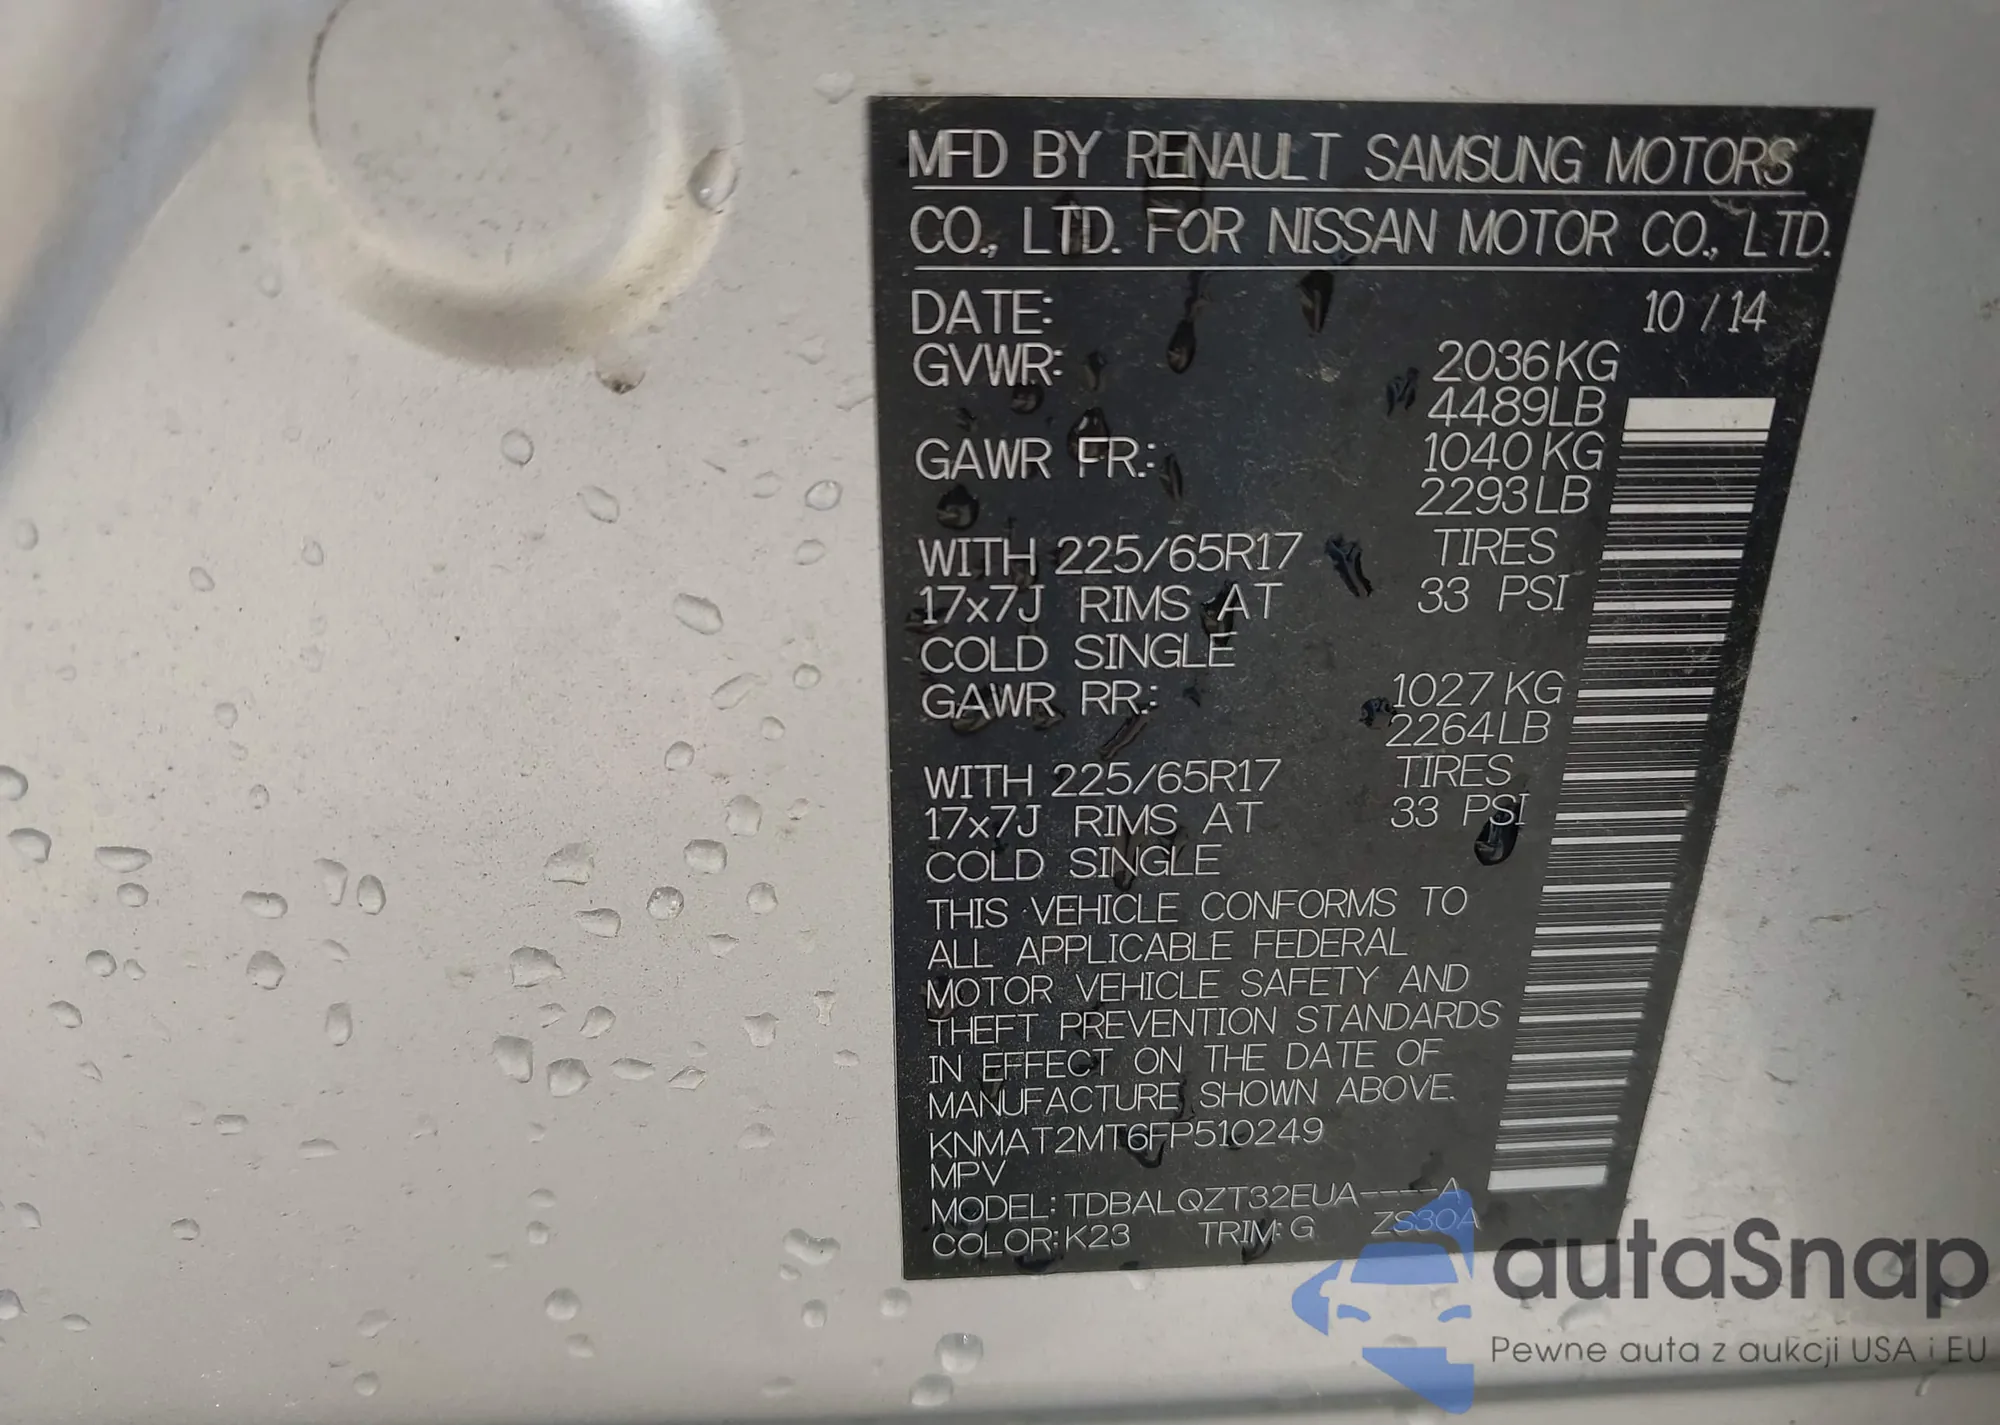 MFD BY RENAULT SAMSUNG MOTORS
CO., LTD. FOR NISSAN MOTOR CO., LTD.
DATE: 10 / 14
GVWR: 2036KG
4489LB
GAWR FR.: 1040KG
2293LB
WITH 225/65R17 TIRES
17x7J RIMS AT 33 PSI
COLD SINGLE
GAWR RR.: 1027KG
2264LB
WITH 225/65R17 TIRES
17x7J RIMS AT 33 PSI
COLD SINGLE
THIS VEHICLE CONFORMS TO
ALL APPLICABLE FEDERAL
MOTOR VEHICLE SAFETY AND
THEFT PREVENTION STANDARDS
IN EFFECT ON THE DATE OF
MANUFACTURE SHOWN ABOVE.
KNMAT2MT6FP510249
MPV
MODEL: TDBALQZT32EUA----A
COLOR: K23 TRIM: G ZS30A
autaSnap
Pewne auta z aukcji USA i EU